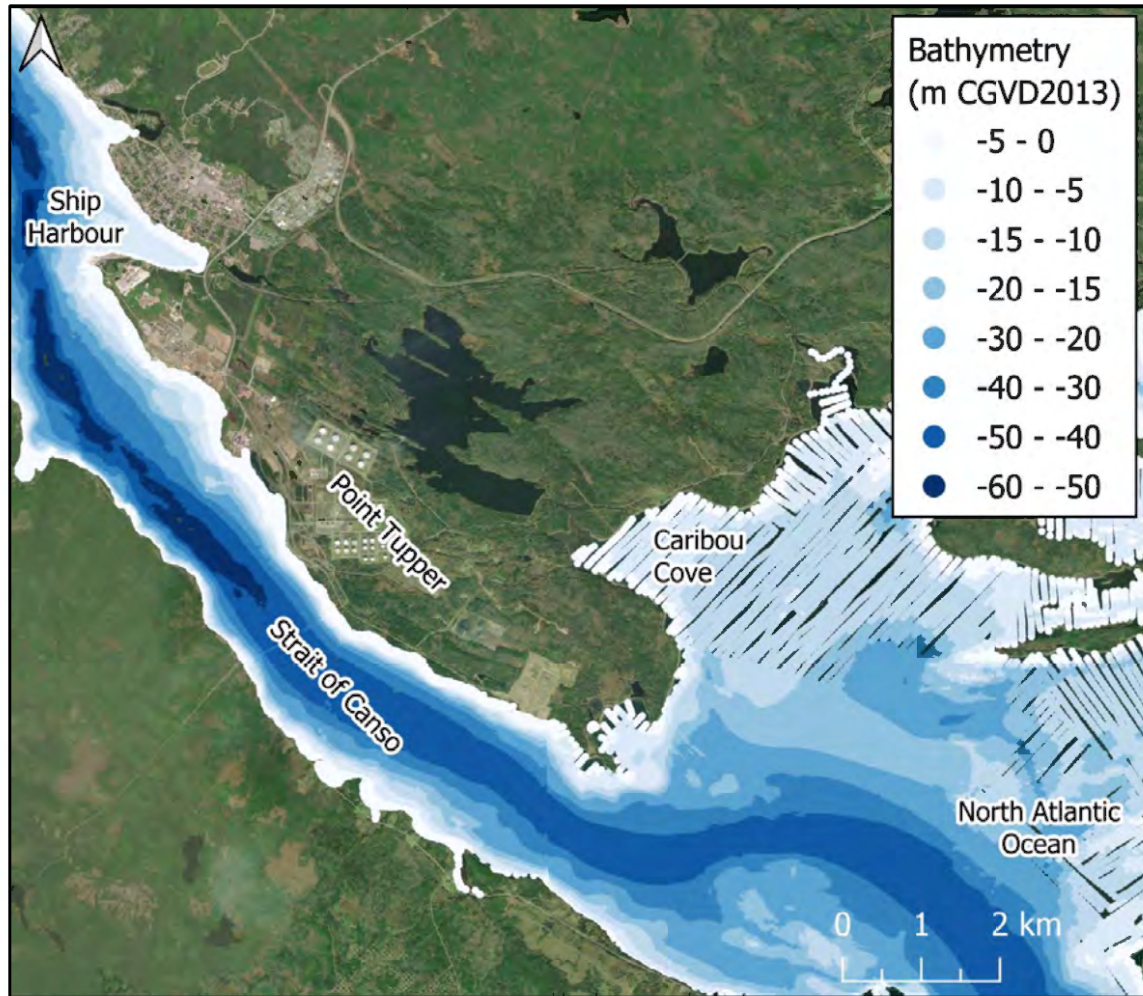 Bathymetry
(m CGVD2013)
-5 - 0
-10 - -5
-15 - -10
-20 - -15
-30 - -20
-40 - -30
-50 - -40
-60 - -50
Ship
Harbour
Point Tupper
Caribou
Cove
Strait of Canso
North Atlantic
Ocean
0 1 2 km